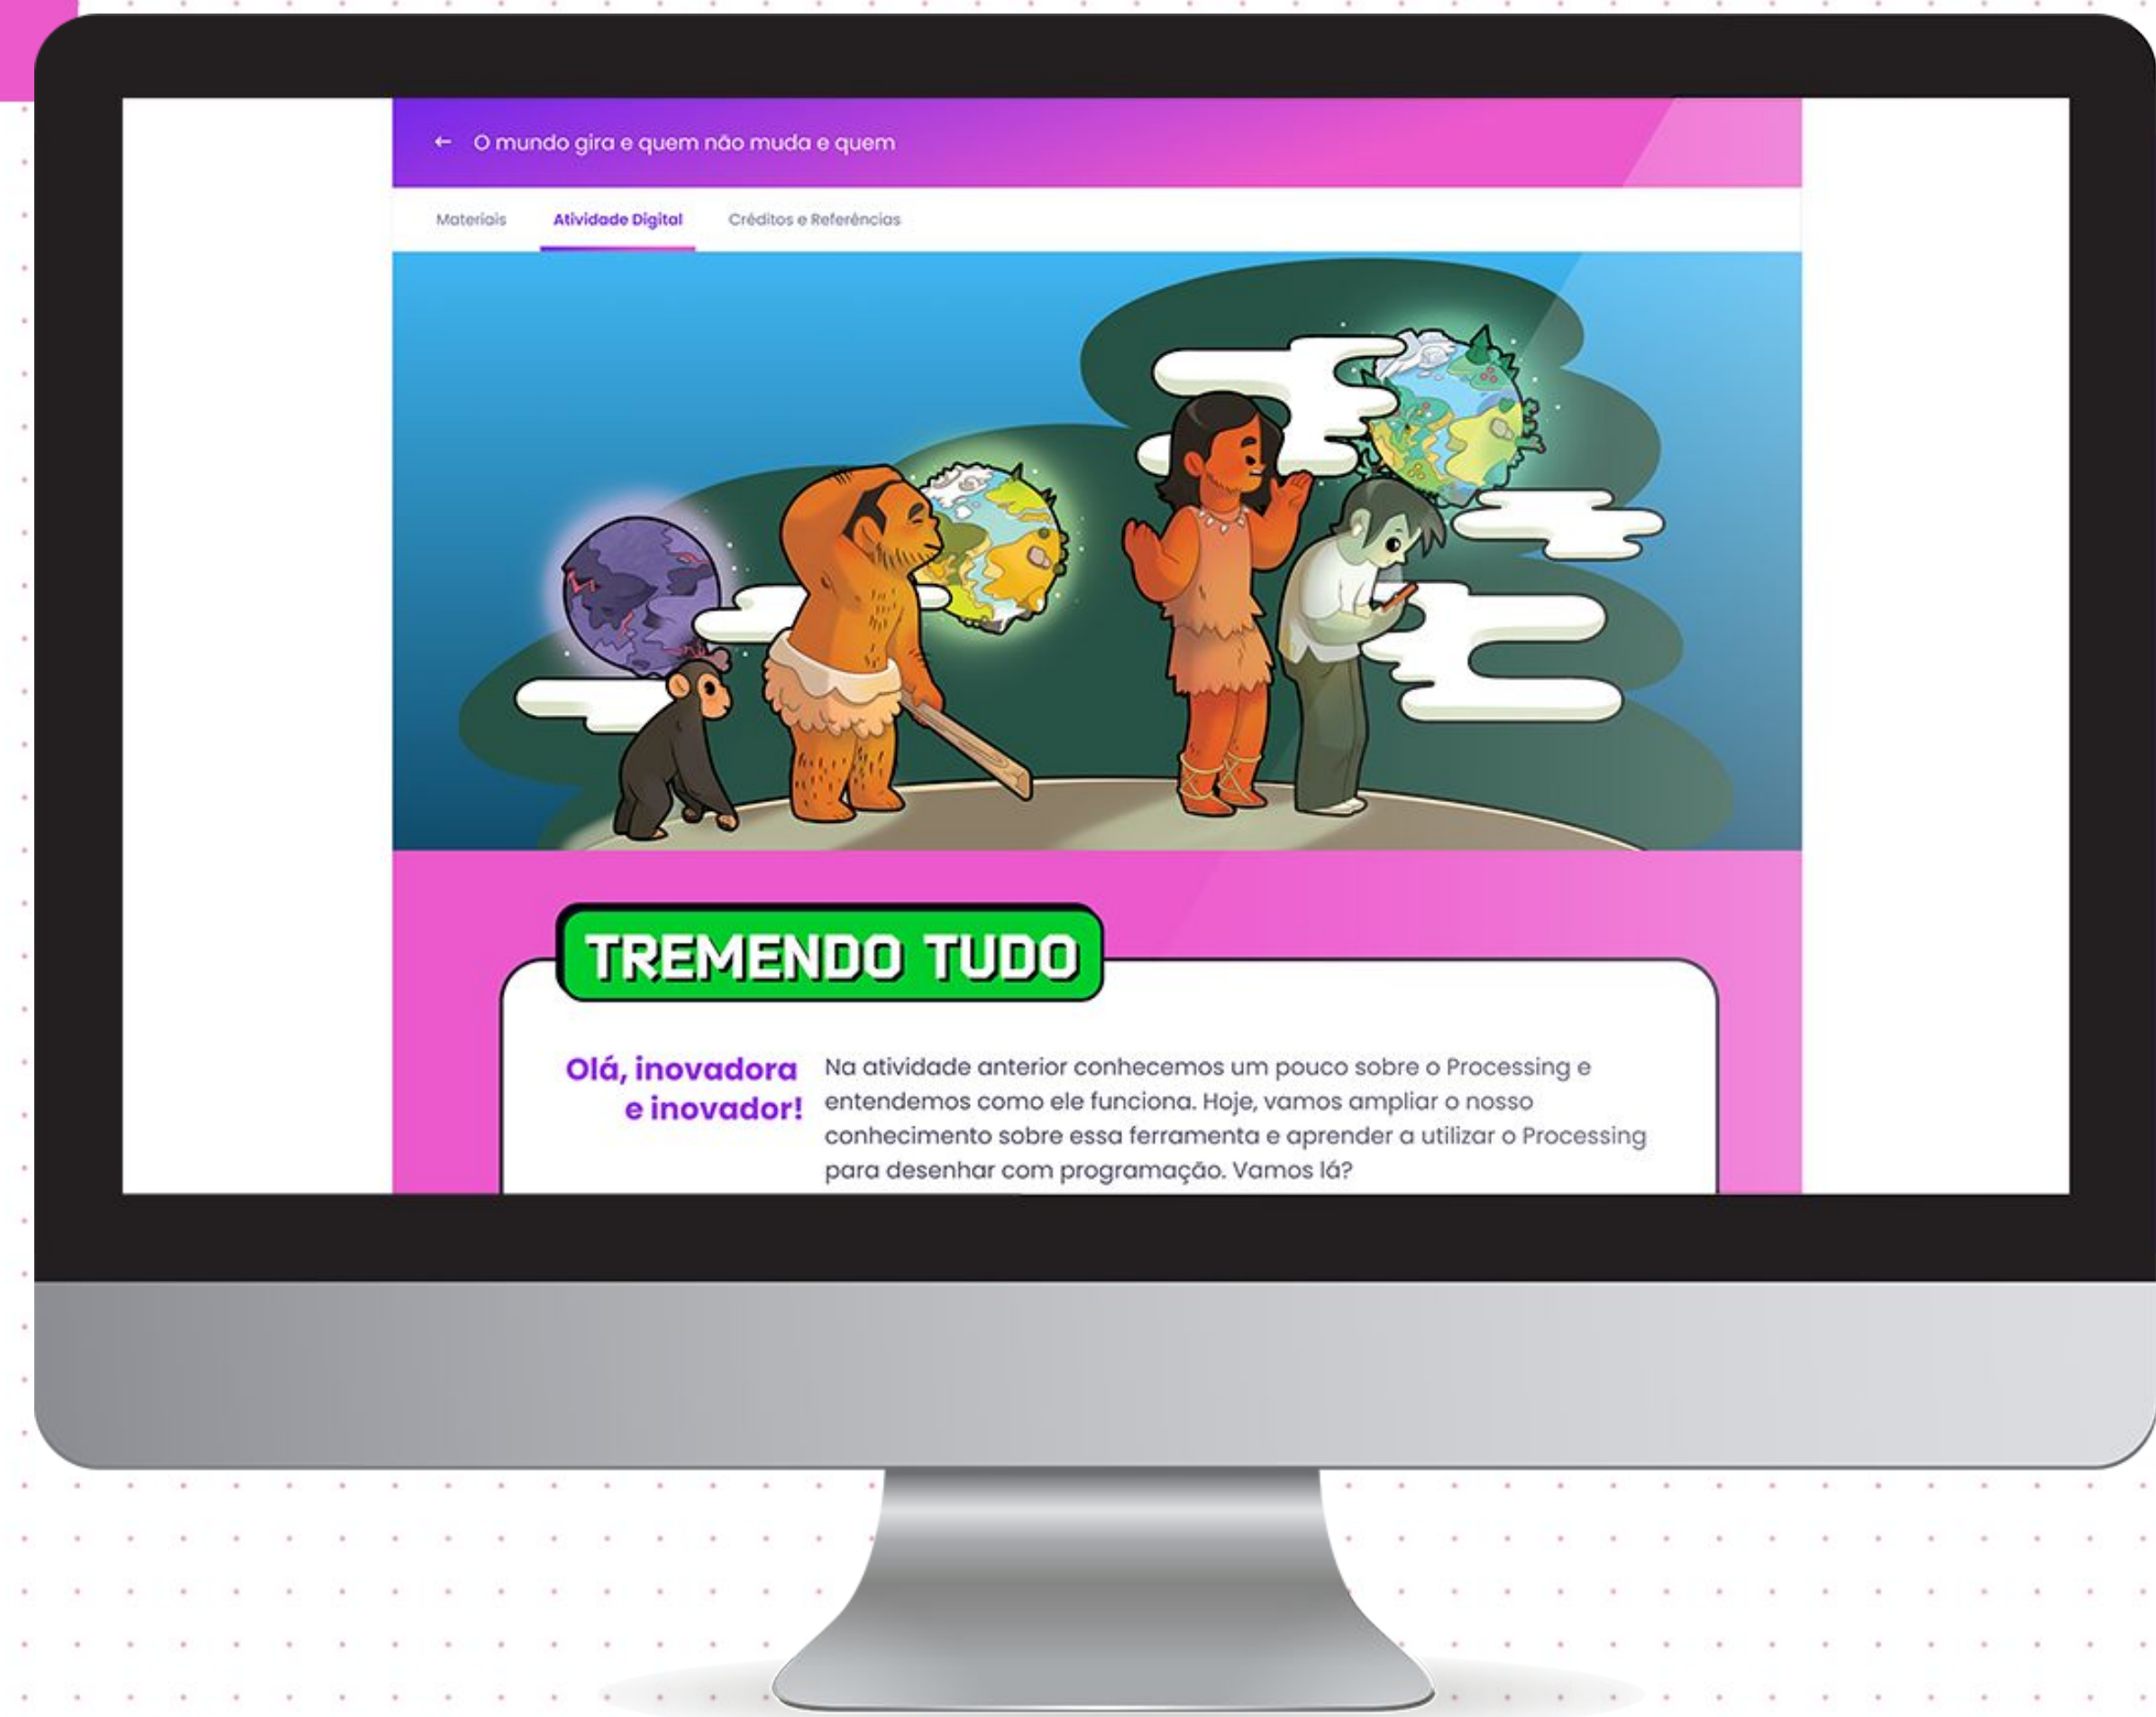 ← O mundo gira e quem não muda e quem
Materiais Atividade Digital Créditos e Referências
TREMENDO TUDO
Olá, inovadora
e inovador!
Na atividade anterior conhecemos um pouco sobre o Processing e
entendemos como ele funciona. Hoje, vamos ampliar o nosso
conhecimento sobre essa ferramenta e aprender a utilizar o Processing
para desenhar com programação. Vamos lá?